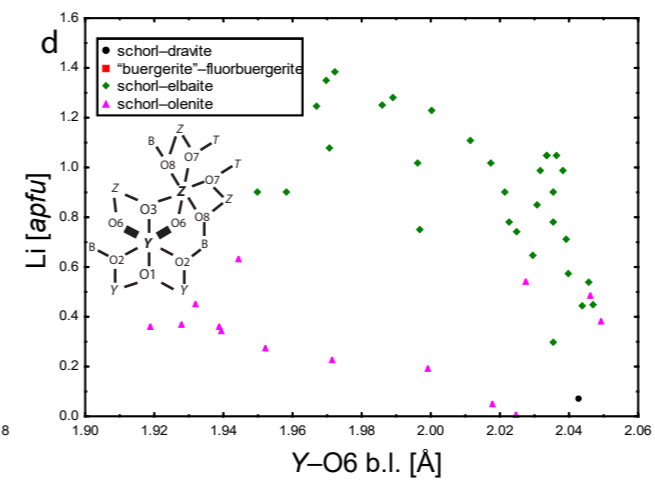 d
1.6
1.4
1.2
1.0
0.8
0.6
0.4
0.2
0.0
Li [apfu]
schorl–dravite
“buergerite”–fluorbuergerite
schorl–elbaite
schorl–olenite
Z
B
T
O8
O7
T
Z
Z
O7
Z
O3
O8
O6
O6
B
Y
B
O2
O2
O1
Y
Y
8
1.90 1.92 1.94 1.96 1.98 2.00 2.02 2.04 2.06
Y–O6 b.l. [Å]